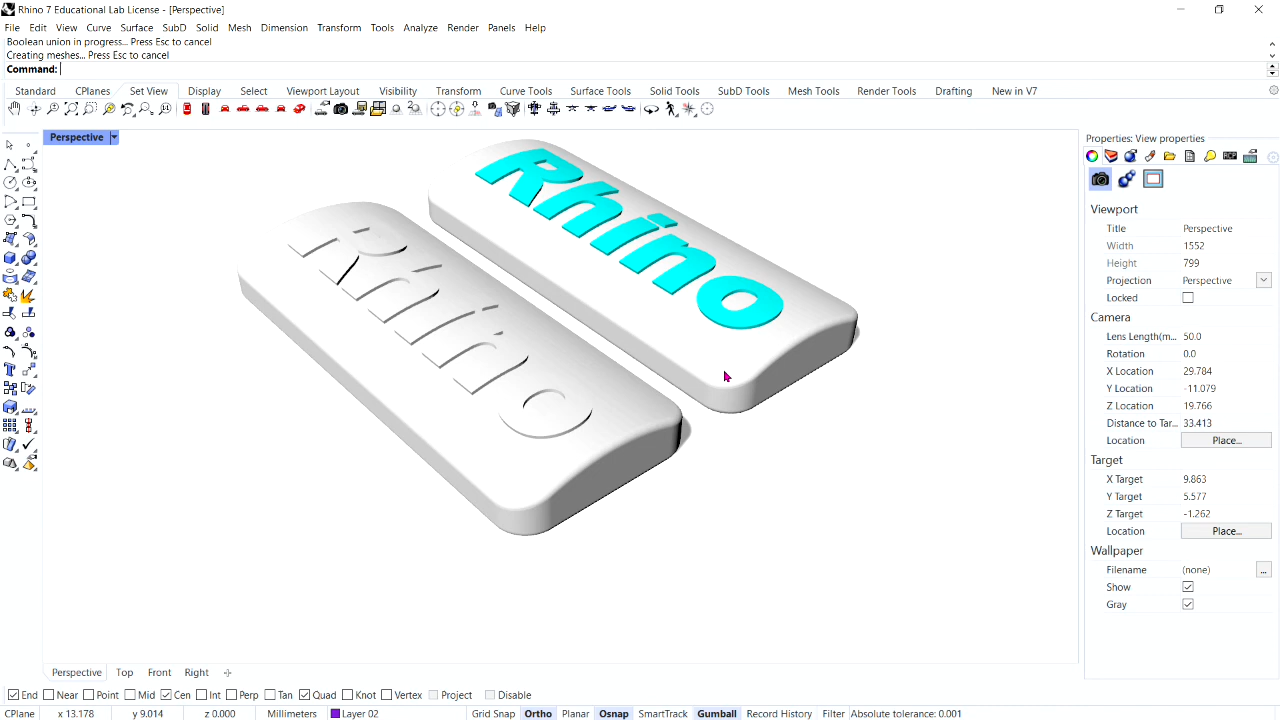 Rhino 7 Educational Lab License - [Perspective]
File Edit View Curve Surface SubD Solid Mesh Dimension Transform Tools Analyze Render Panels Help
Boolean union in progress... Press Esc to cancel
Creating meshes... Press Esc to cancel
Command:
Standard CPlanes Set View Display Select Viewport Layout Visibility Transform Curve Tools Surface Tools Solid Tools SubD Tools Mesh Tools Render Tools Drafting New in V7
Perspective
Rhino
Rhino
Properties: View properties
Viewport
Title Perspective
Width 1552
Height 799
Projection Perspective
Locked
Camera
Lens Length(m... 50.0
Rotation 0.0
X Location 29.784
Y Location -11.079
Z Location 19.766
Distance to Tar... 33.413
Location Place...
Target
X Target 9.863
Y Target 5.577
Z Target -1.262
Location Place...
Wallpaper
Filename (none) ...
Show
Gray
Perspective Top Front Right
End Near Point Mid Cen Int Perp Tan Quad Knot Vertex Project Disable
CPlane x 13.178 y 9.014 z 0.000 Millimeters Layer 02 Grid Snap Ortho Planar Osnap SmartTrack Gumball Record History Filter Absolute tolerance: 0.001